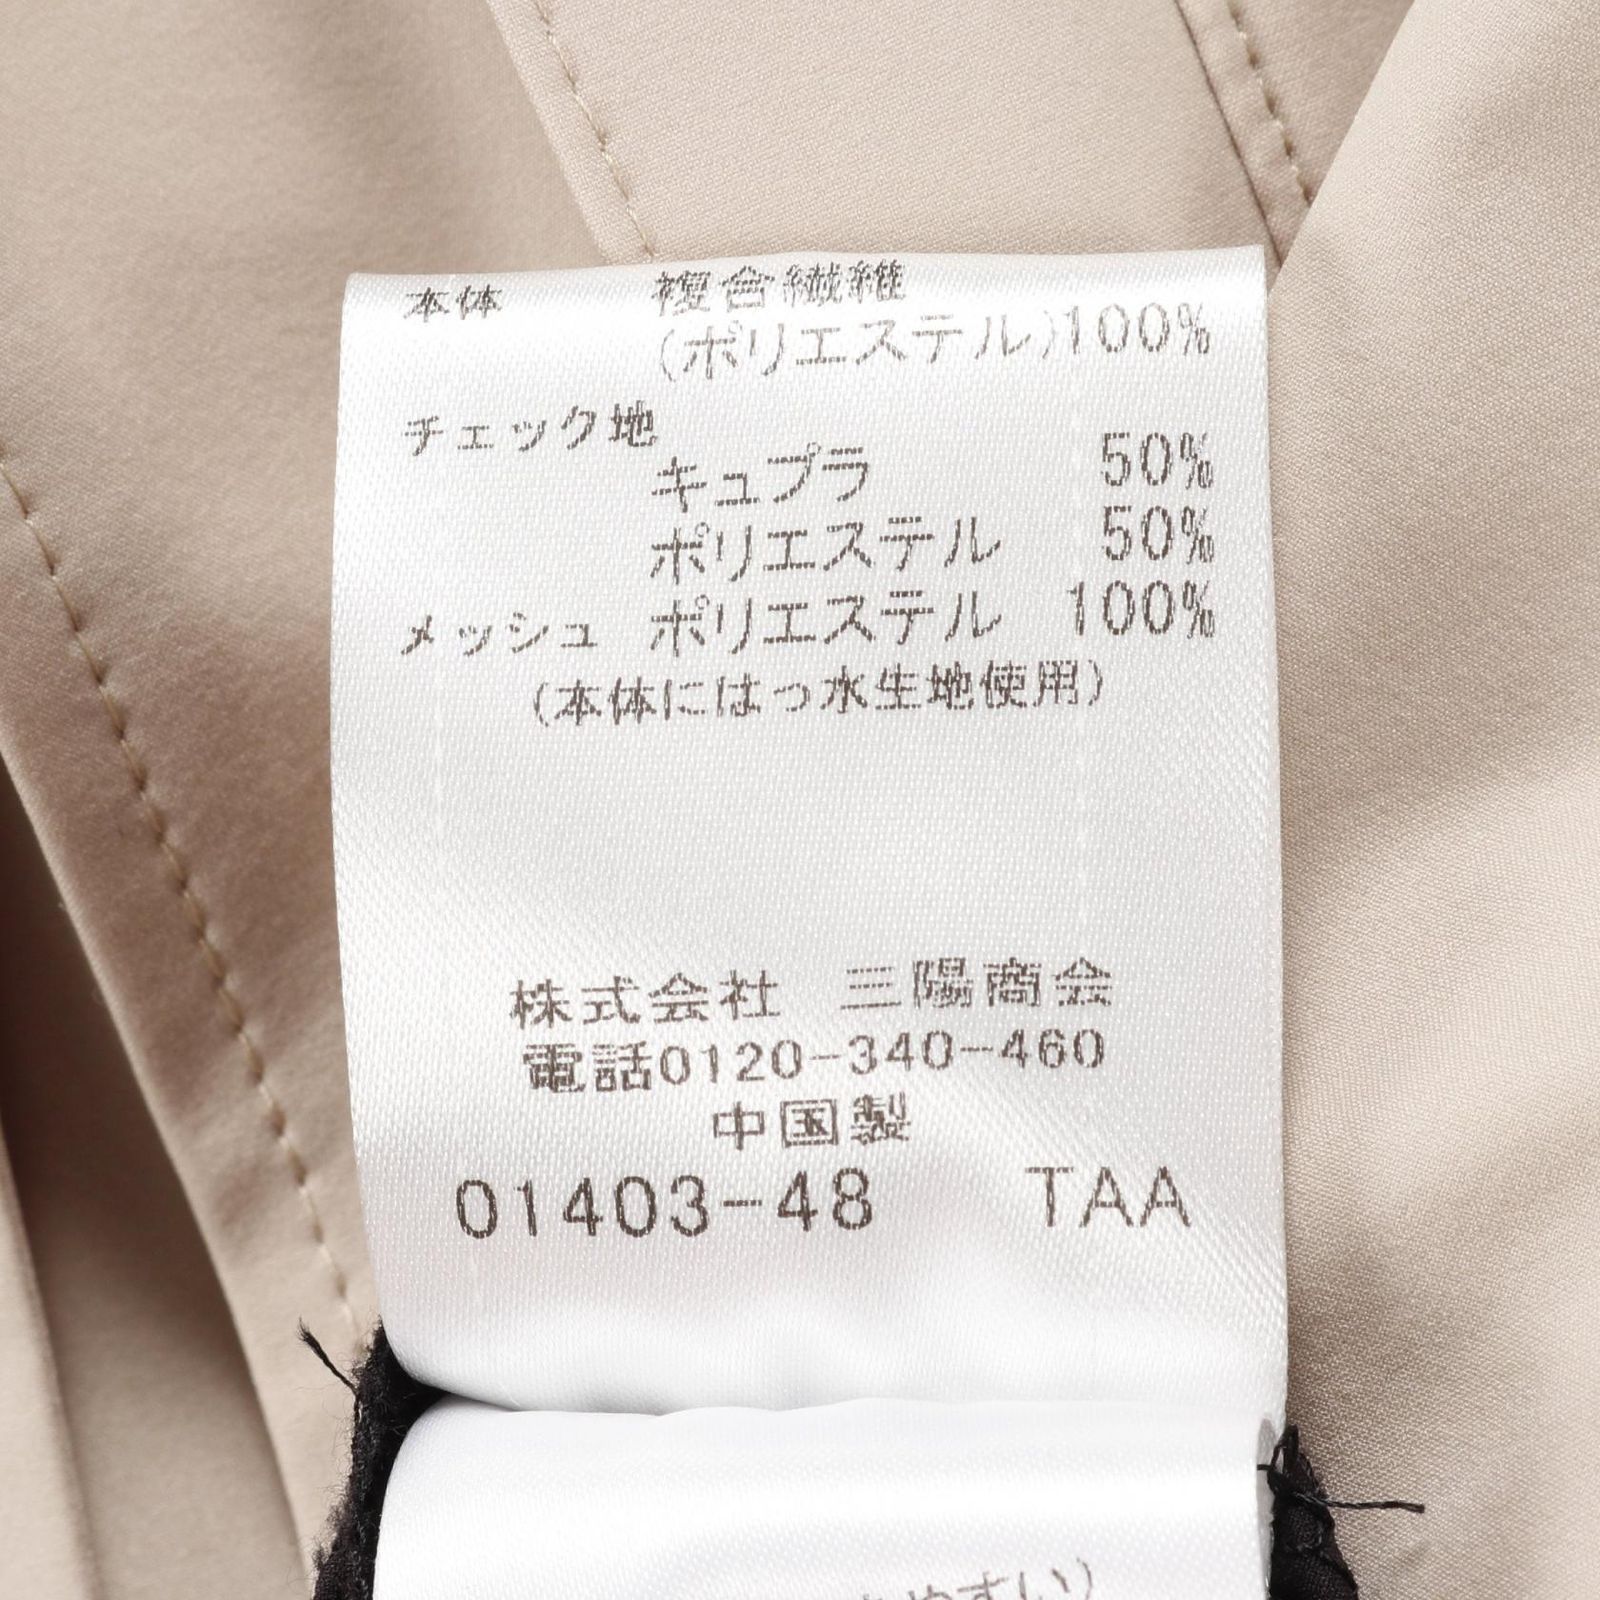 本体 複合繊維
(ポリエステル)100%
チェック地
キュプラ 50%
ポリエステル 50%
メッシュ ポリエステル 100%
(本体にはっ水生地使用)
株式会社 三陽商会
電話0120-340-460
中国製
01403-48 TAA
やすい)